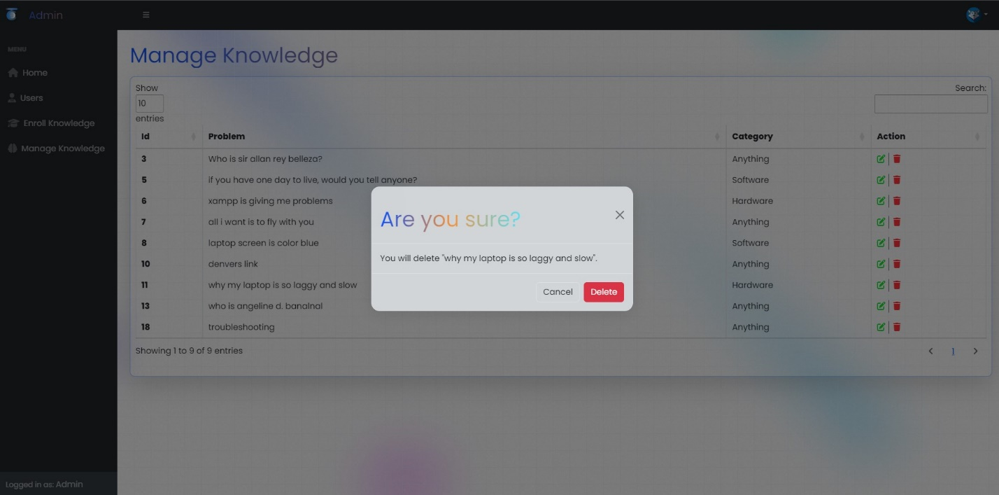 Admin
MENU
Home
Users
Enroll Knowledge
Manage Knowledge
Logged in as: Admin
Manage Knowledge
Show
10
entries
Search:
Id Problem Category Action
3 Who is sir allan rey belleza? Anything
5 if you have one day to live, would you tell anyone? Software
6 xampp is giving me problems Hardware
7 all i want is to fly with you Anything
8 laptop screen is color blue Software
10 denvers link Anything
11 why my laptop is so laggy and slow Hardware
13 who is angeline d. banalnal Anything
18 troubleshooting Anything
Showing 1 to 9 of 9 entries
1
Are you sure?
You will delete "why my laptop is so laggy and slow".
Cancel Delete